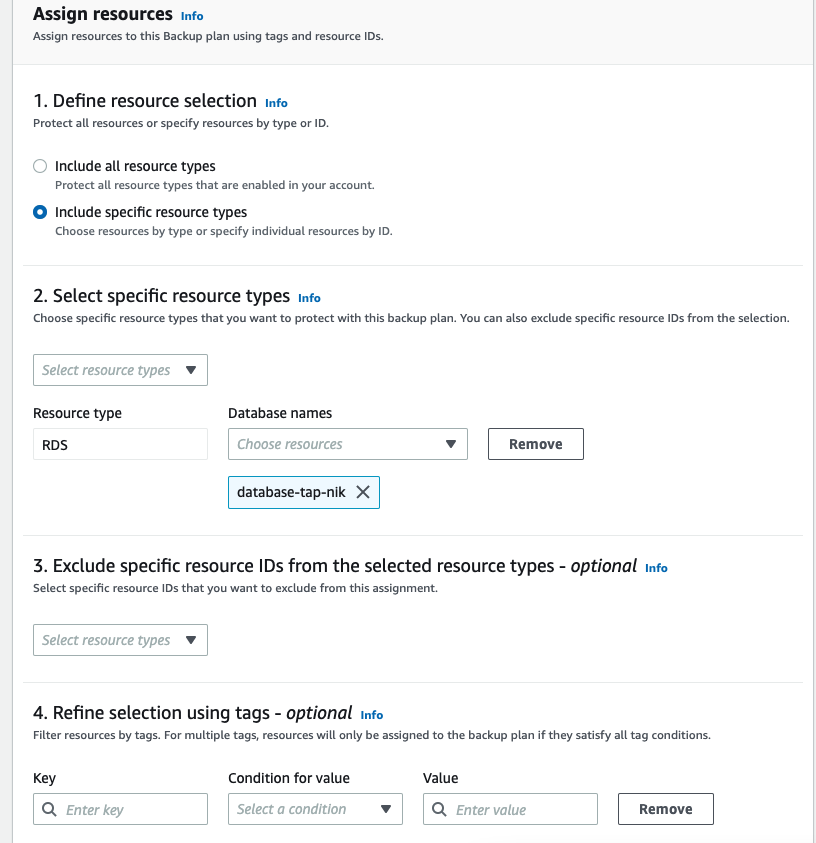 Assign resources Info
Assign resources to this Backup plan using tags and resource IDs.
1. Define resource selection Info
Protect all resources or specify resources by type or ID.
Include all resource types
Protect all resource types that are enabled in your account.
Include specific resource types
Choose resources by type or specify individual resources by ID.
2. Select specific resource types Info
Choose specific resource types that you want to protect with this backup plan. You can also exclude specific resource IDs from the selection.
Select resource types
Resource type Database names
RDS Choose resources Remove
database-tap-nik
3. Exclude specific resource IDs from the selected resource types - optional Info
Select specific resource IDs that you want to exclude from this assignment.
Select resource types
4. Refine selection using tags - optional Info
Filter resources by tags. For multiple tags, resources will only be assigned to the backup plan if they satisfy all tag conditions.
Key Condition for value Value
Enter key Select a condition Enter value Remove